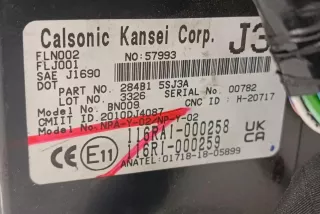 Calsonic Kansei Corp. J3
FLN002 NO:57993
FLJ001
SAE J1690
DOT
PART NO. 284B1 5SJ3A
LOT NO. 3326 SERIAL NO. 00782
Model No: BN009 CNC ID : H-20717
CMIIT ID:2010DJ4087
Model No:NPA-Y-02/NP-Y-02
116RA1-000258 UK
E11 116RI-000259 CA
ANATEL:01718-18-05899